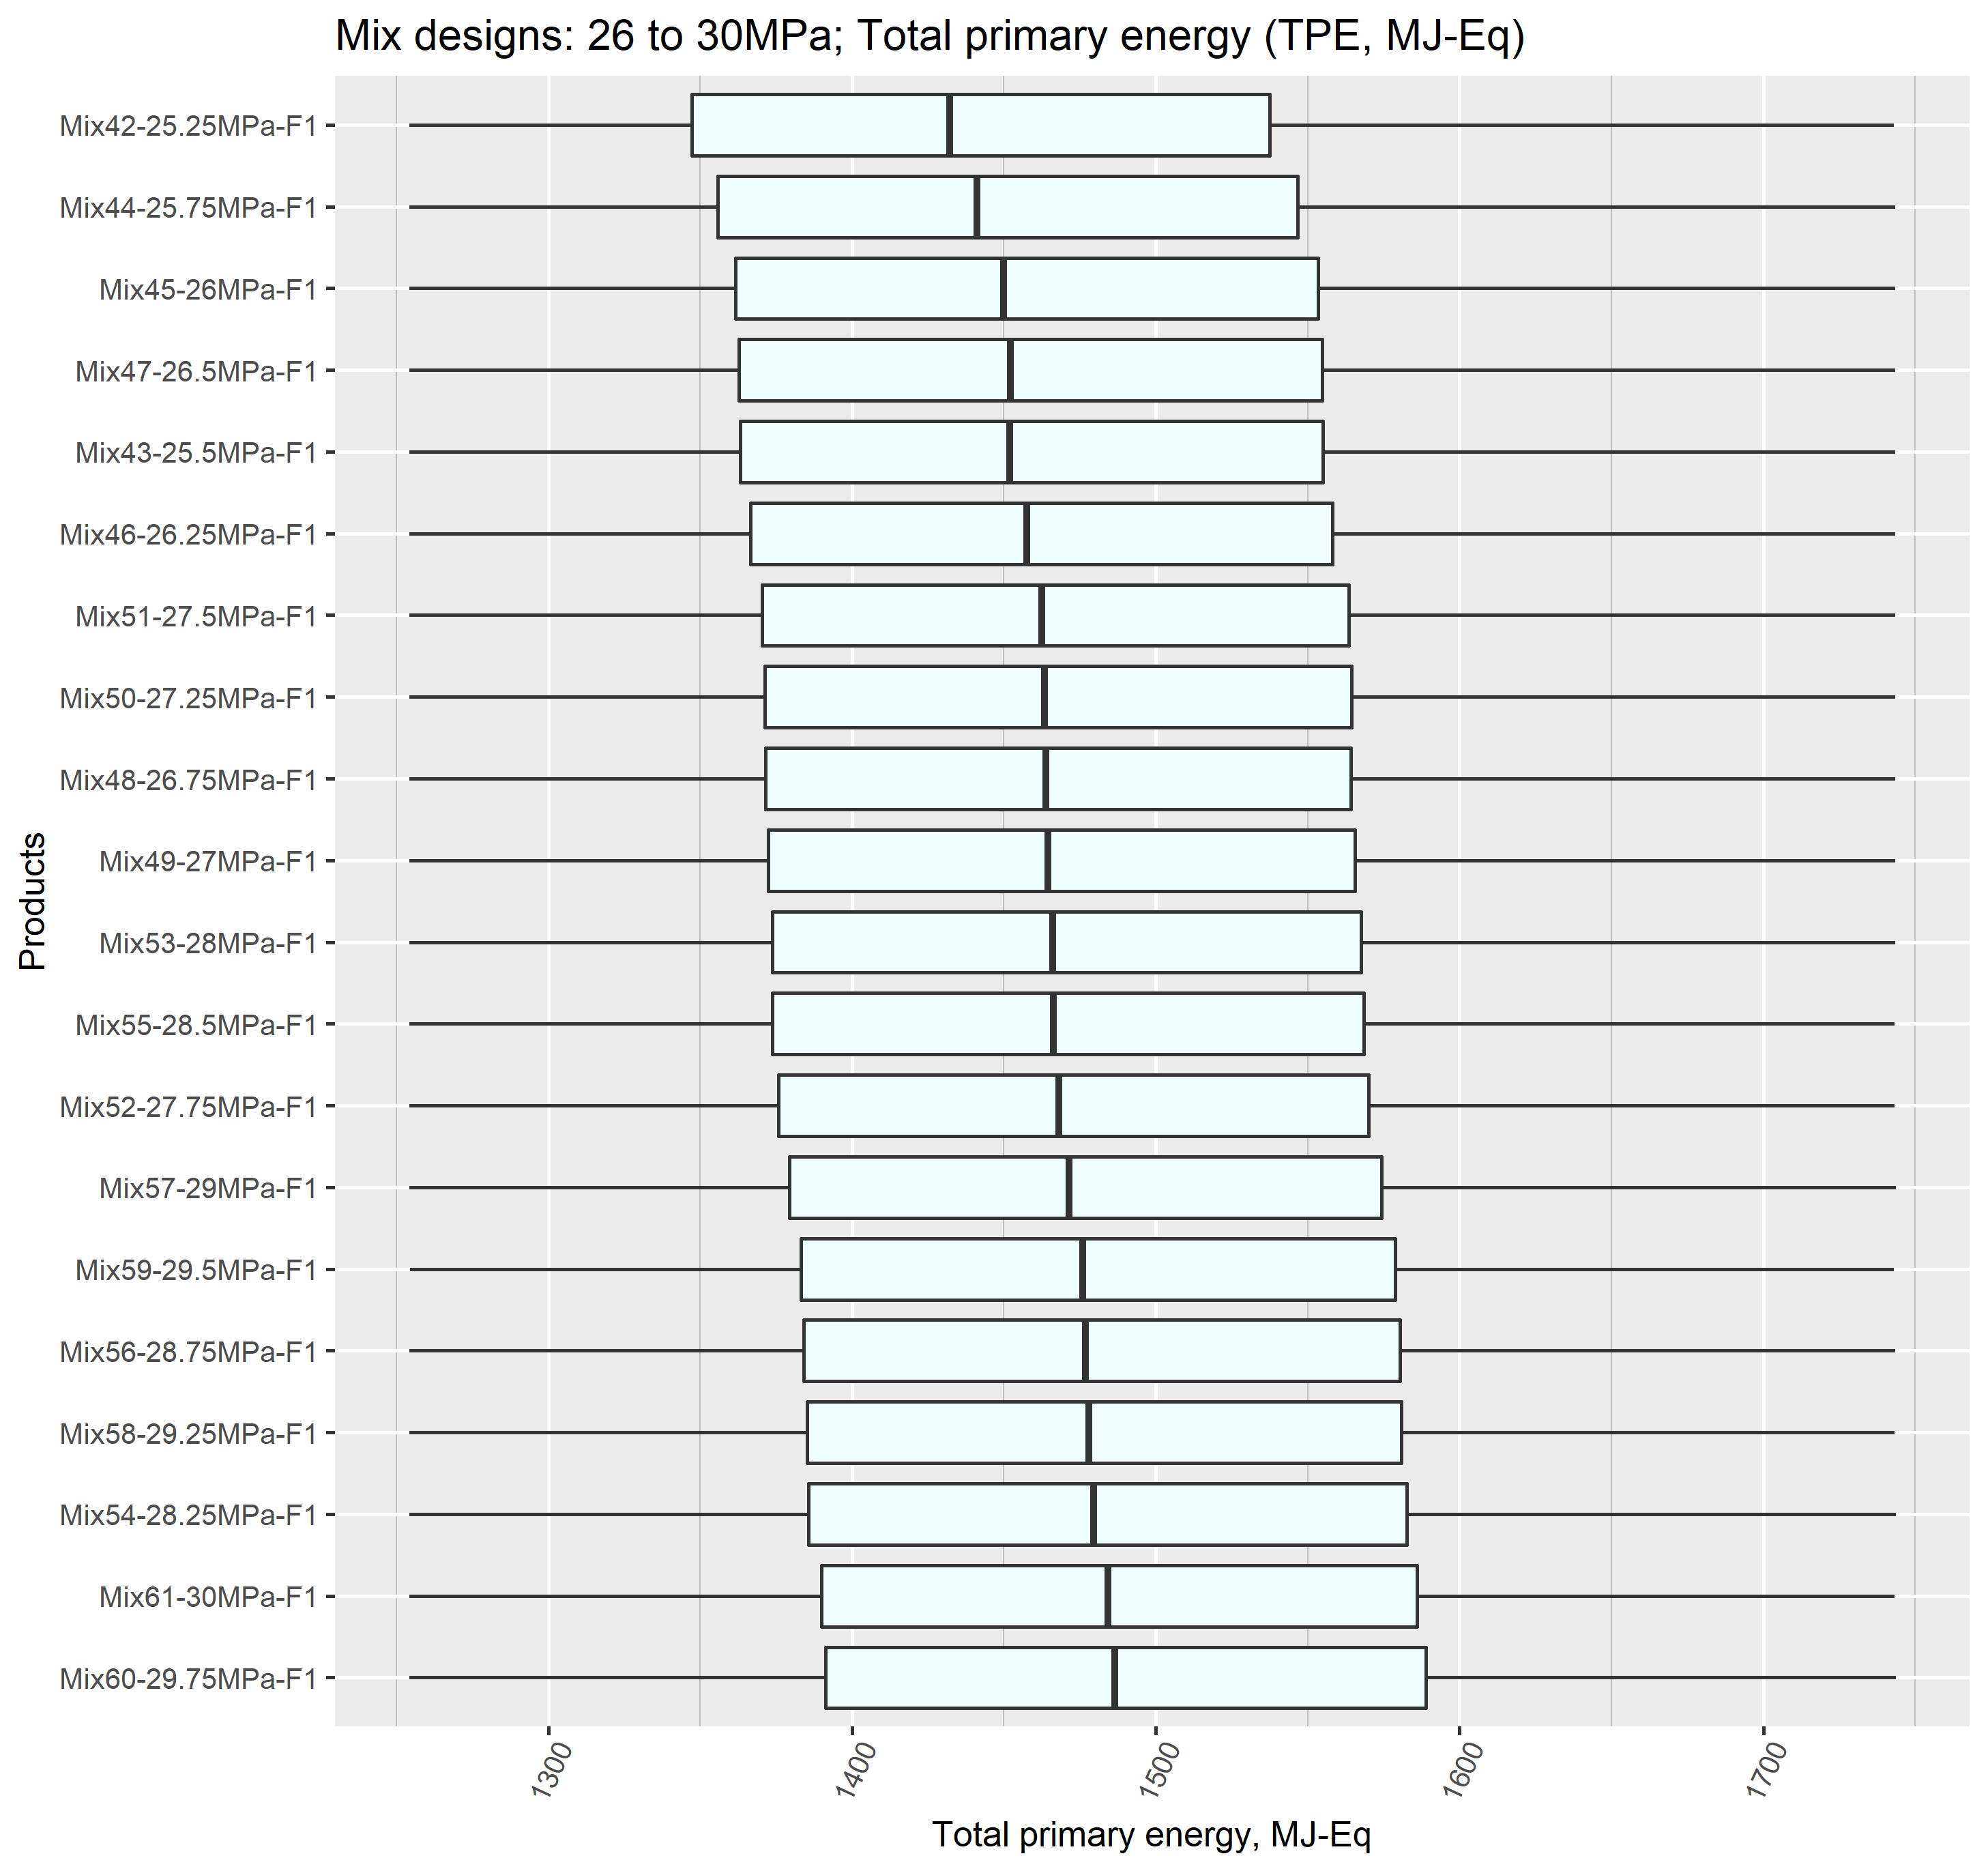 Mix designs: 26 to 30MPa; Total primary energy (TPE, MJ-Eq)
Mix42-25.25MPa-F1
Mix44-25.75MPa-F1
Mix45-26MPa-F1
Mix47-26.5MPa-F1
Mix43-25.5MPa-F1
Mix46-26.25MPa-F1
Mix51-27.5MPa-F1
Mix50-27.25MPa-F1
Mix48-26.75MPa-F1
Mix49-27MPa-F1
Mix53-28MPa-F1
Mix55-28.5MPa-F1
Mix52-27.75MPa-F1
Mix57-29MPa-F1
Mix59-29.5MPa-F1
Mix56-28.75MPa-F1
Mix58-29.25MPa-F1
Mix54-28.25MPa-F1
Mix61-30MPa-F1
Mix60-29.75MPa-F1
Products
1300 1400 1500 1600 1700
Total primary energy, MJ-Eq